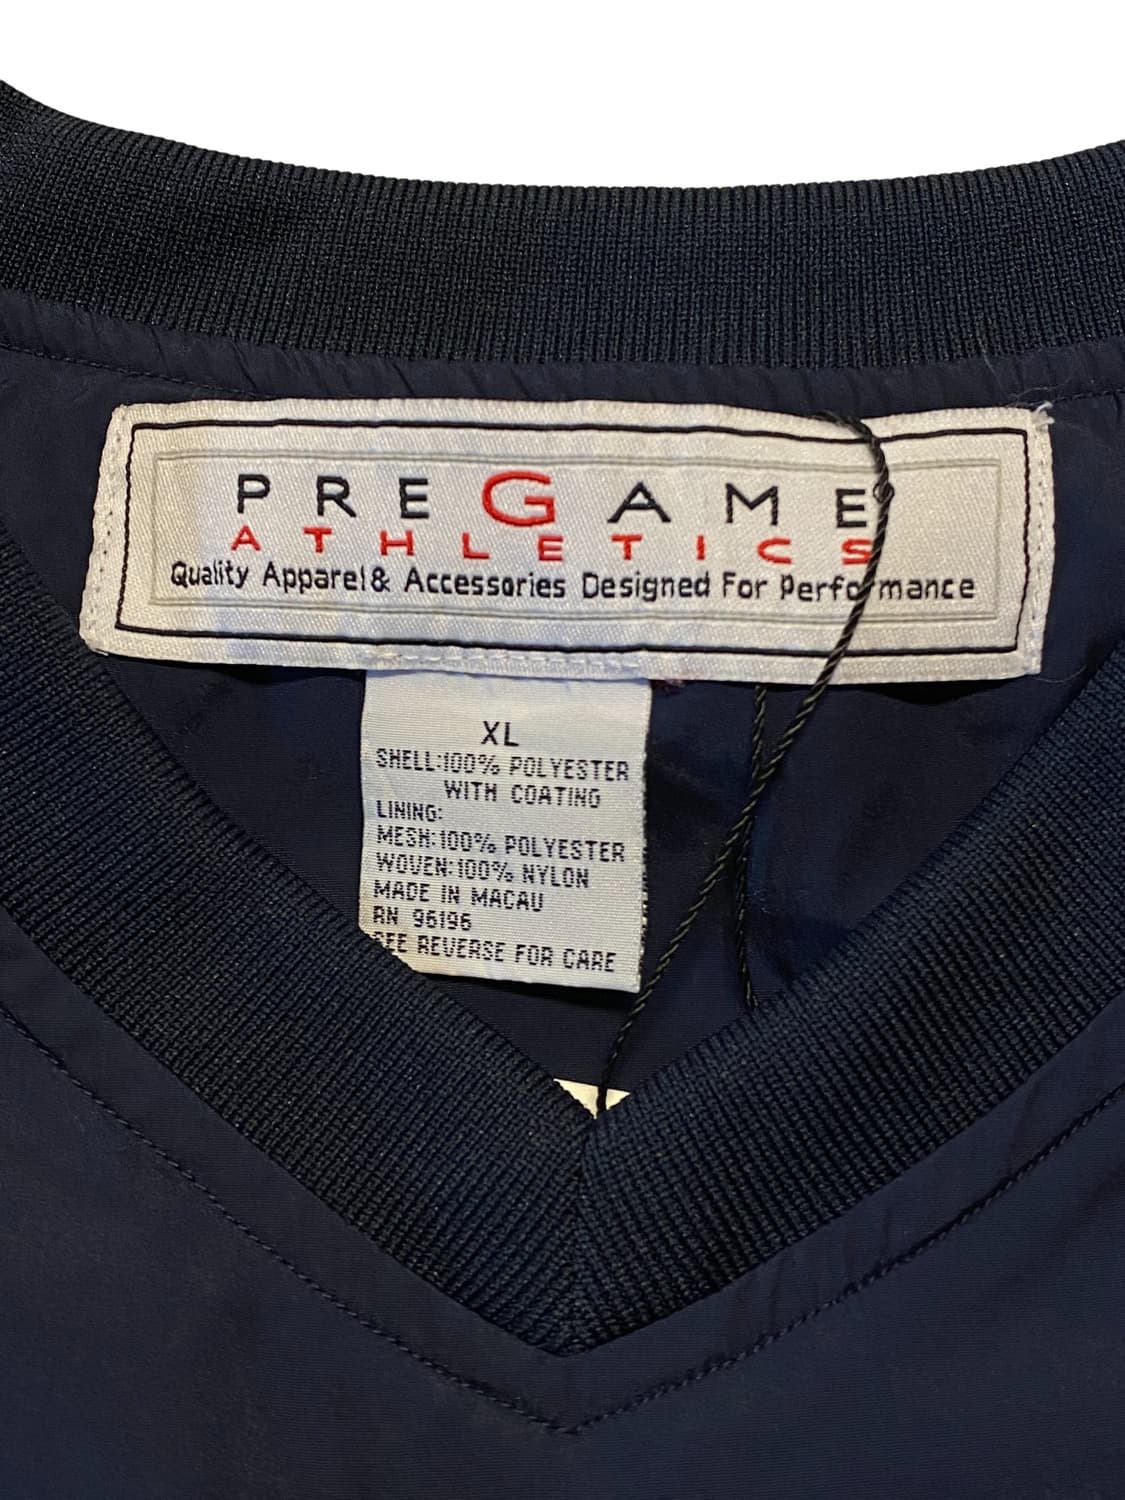 PREGAME
ATHLETICS
Quality Apparel & Accessories Designed For Performance
XL
SHELL:100% POLYESTER
WITH COATING
LINING:
MESH:100% POLYESTER
WOVEN:100% NYLON
MADE IN MACAU
RN 96196
SEE REVERSE FOR CARE